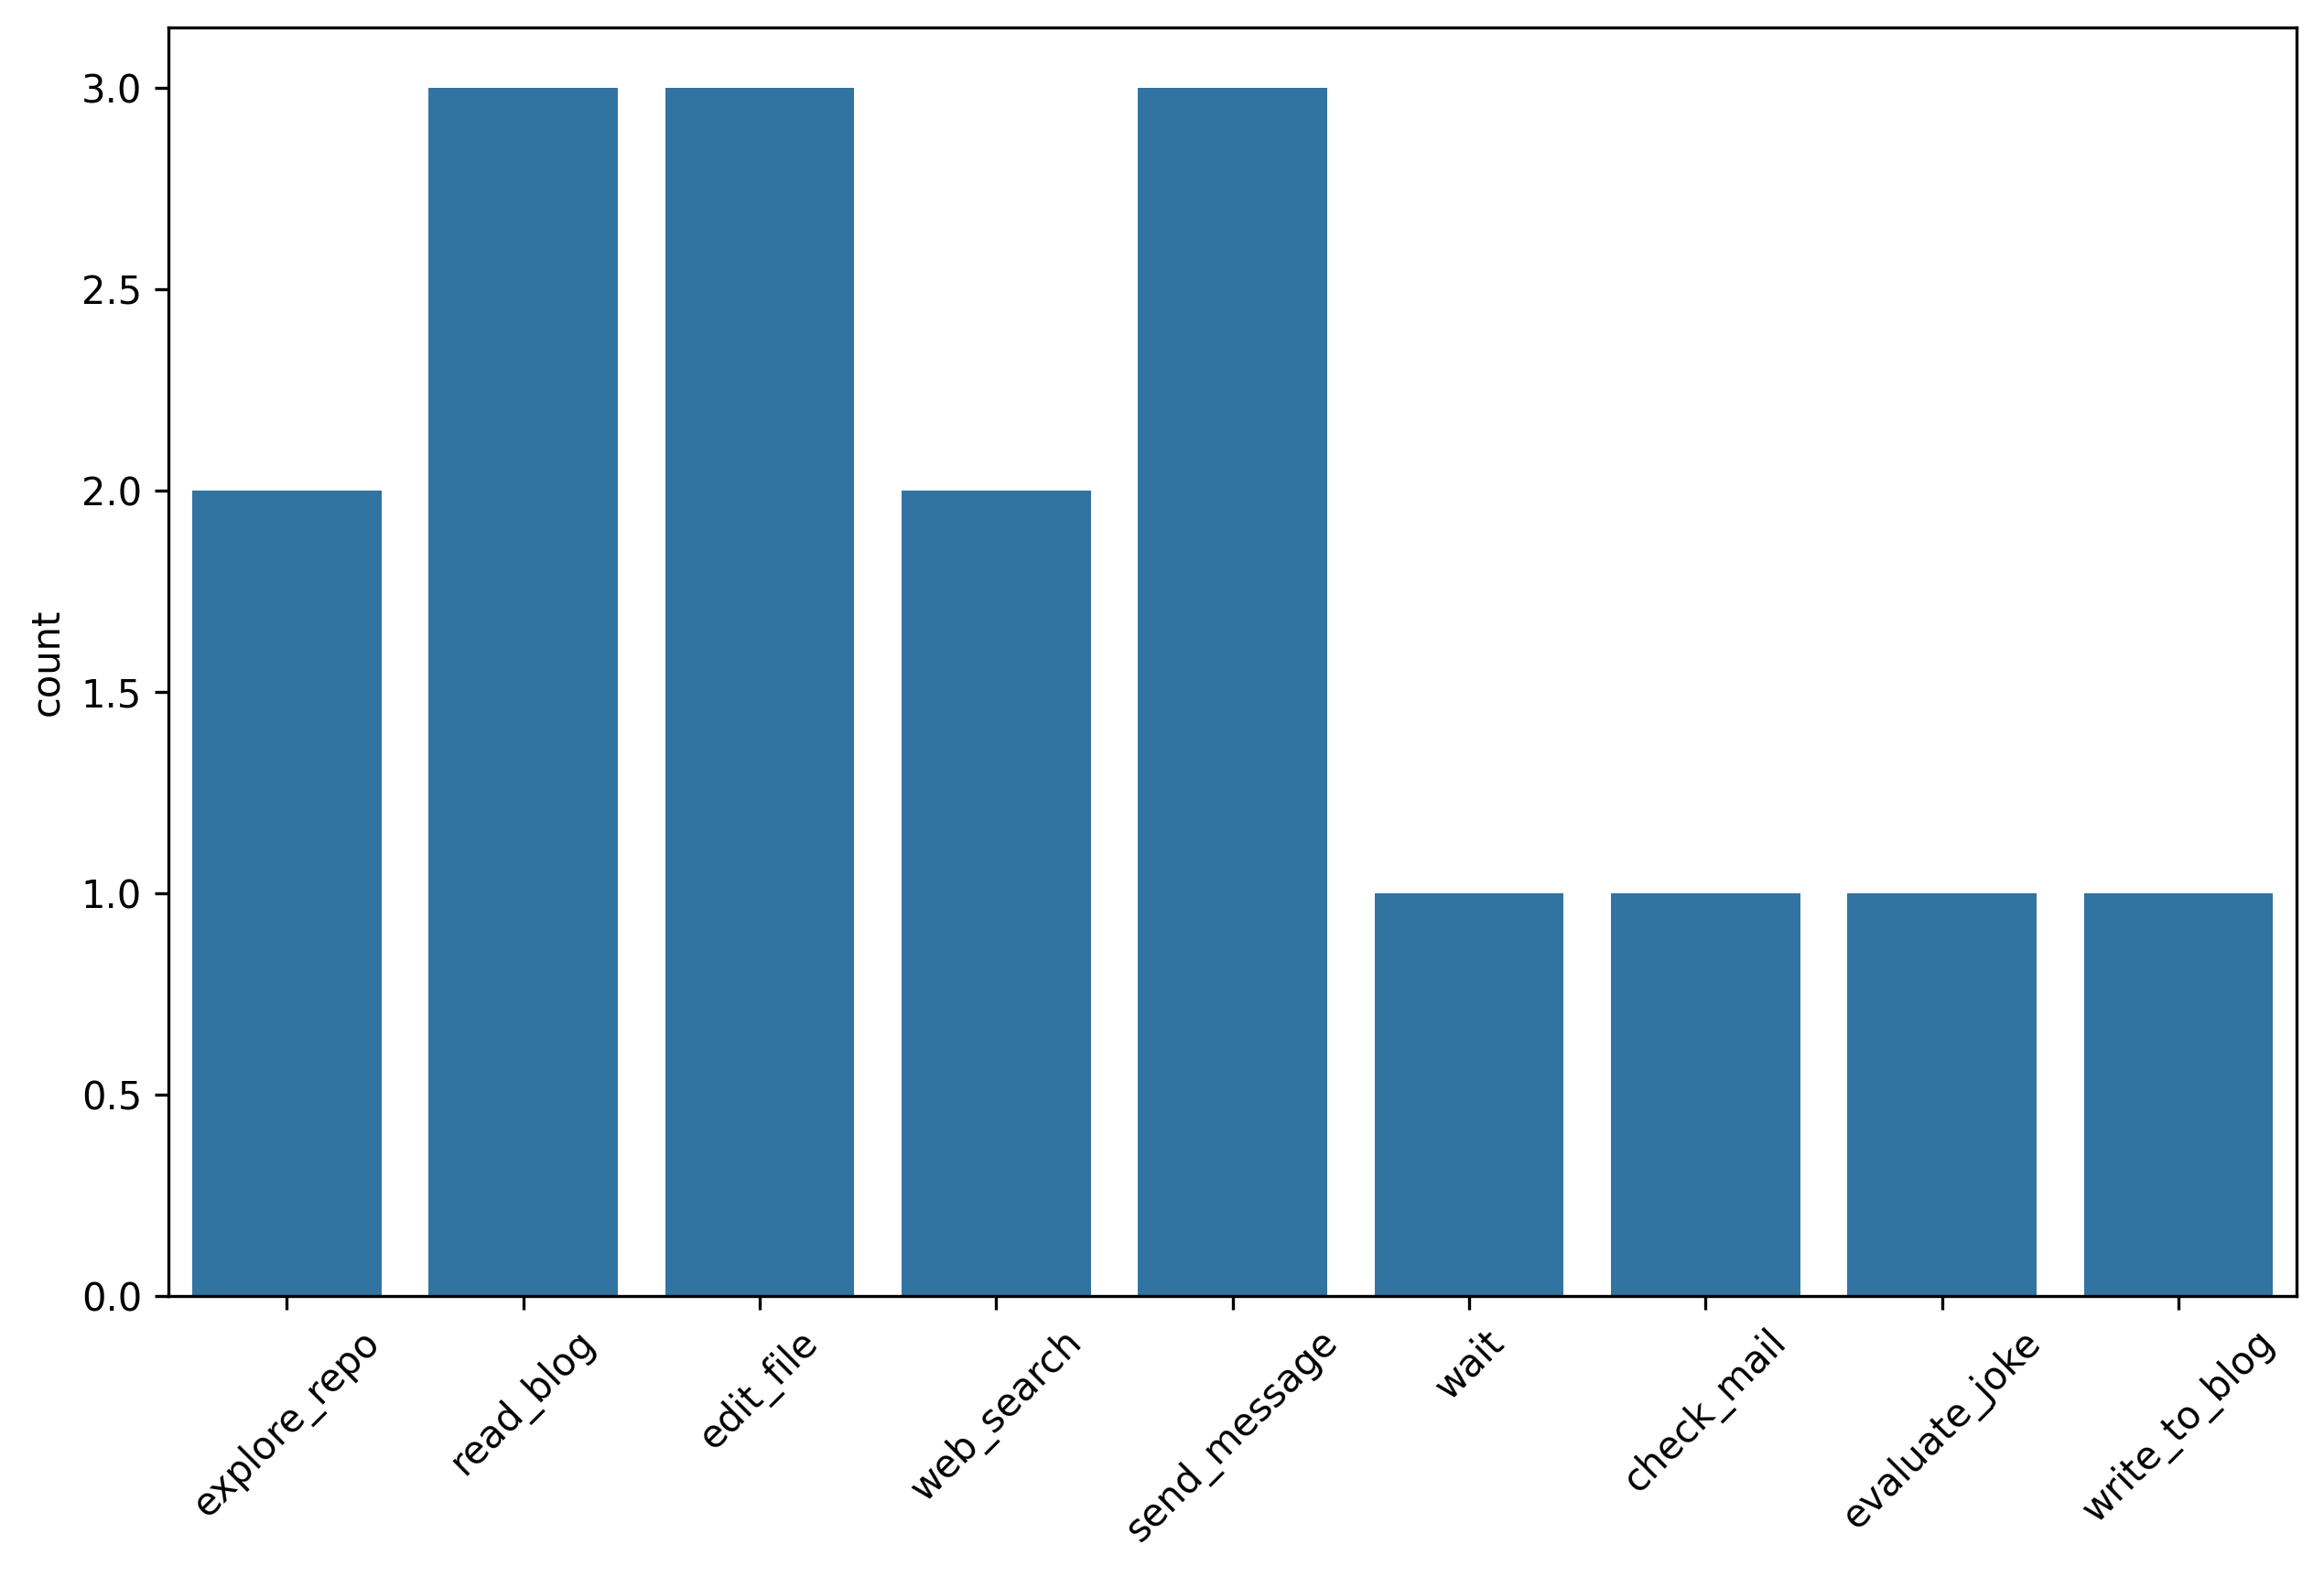 3.0
2.5
2.0
1.5
1.0
0.5
0.0
count
explore_repo
read_blog
edit_file
web_search
send_message
wait
check_mail
evaluate_joke
write_to_blog